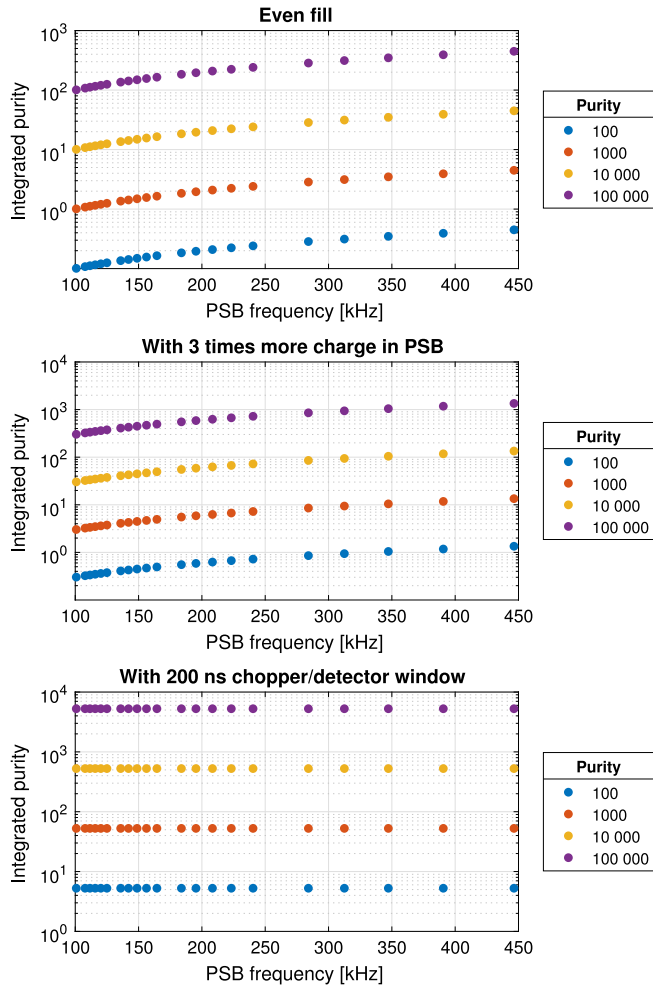 Even fill
10^3
10^2
10^1
10^0
Integrated purity
100 150 200 250 300 350 400 450
PSB frequency [kHz]
Purity
100
1000
10 000
100 000
With 3 times more charge in PSB
10^4
10^3
10^2
10^1
10^0
Integrated purity
100 150 200 250 300 350 400 450
PSB frequency [kHz]
Purity
100
1000
10 000
100 000
With 200 ns chopper/detector window
10^4
10^3
10^2
10^1
10^0
Integrated purity
100 150 200 250 300 350 400 450
PSB frequency [kHz]
Purity
100
1000
10 000
100 000